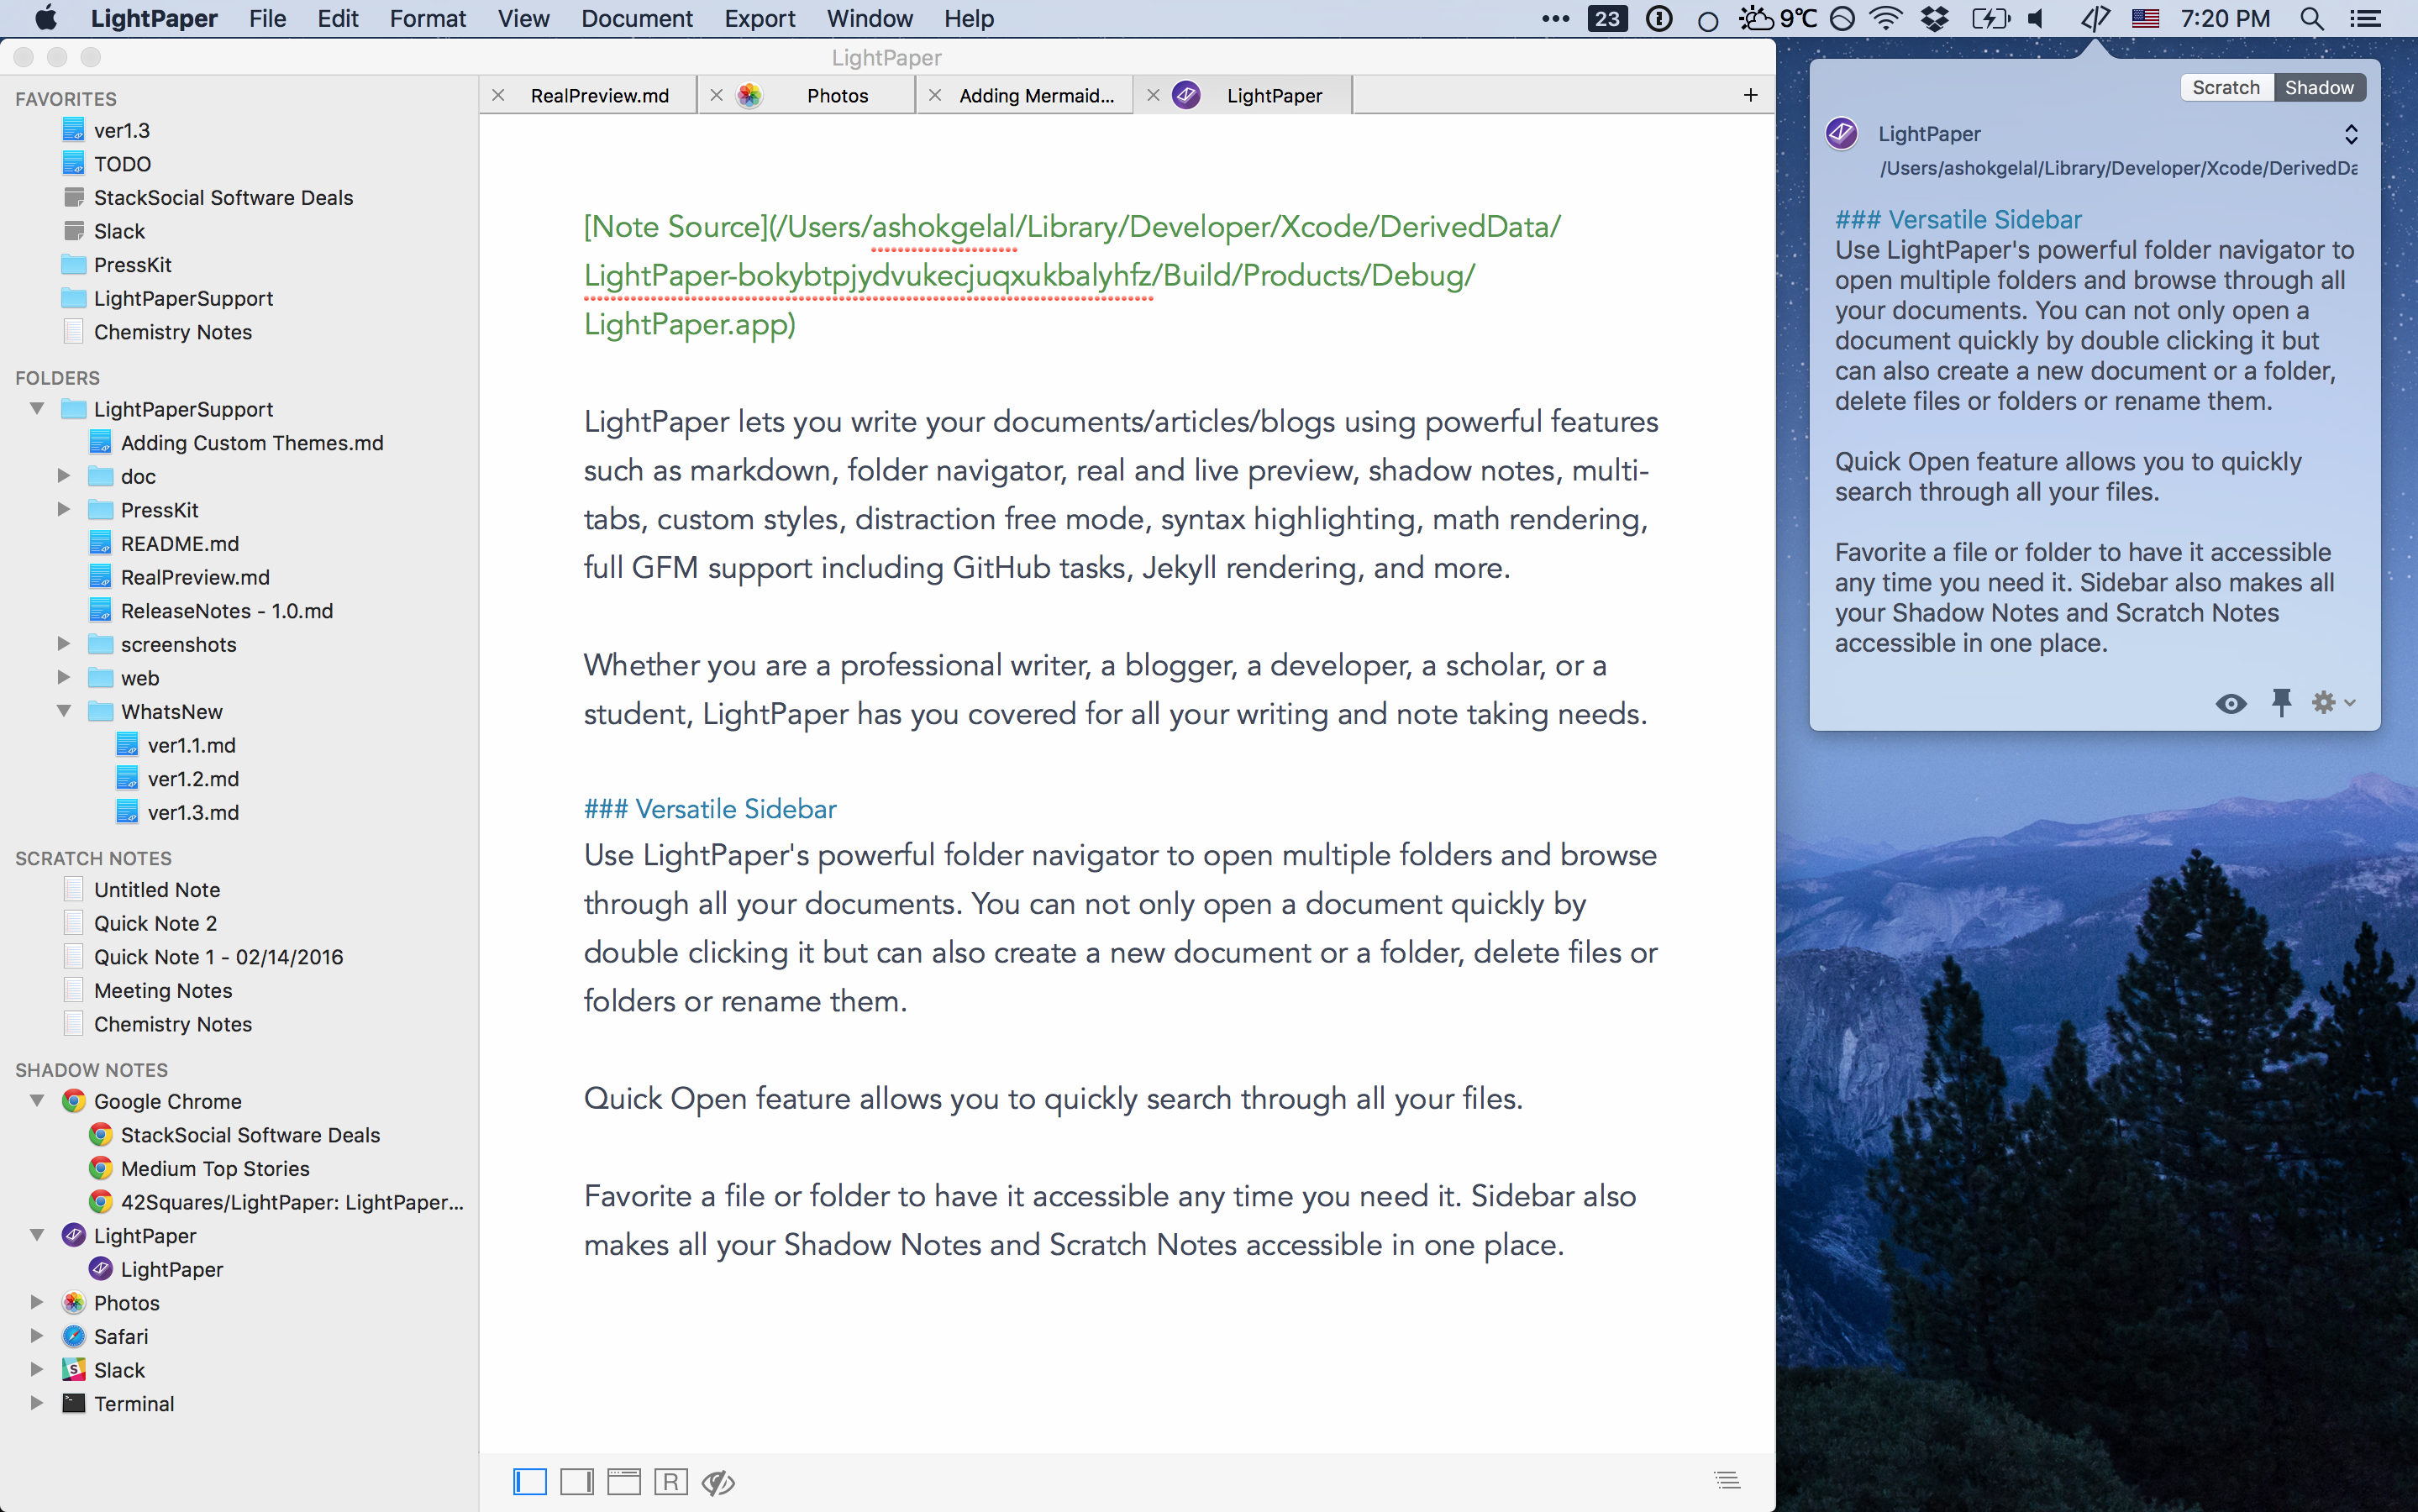 LightPaper File Edit Format View Document Export Window Help
23 9℃ 7:20 PM
LightPaper
FAVORITES
ver1.3
TODO
StackSocial Software Deals
Slack
PressKit
LightPaperSupport
Chemistry Notes
FOLDERS
LightPaperSupport
Adding Custom Themes.md
doc
PressKit
README.md
RealPreview.md
ReleaseNotes - 1.0.md
screenshots
web
WhatsNew
ver1.1.md
ver1.2.md
ver1.3.md
SCRATCH NOTES
Untitled Note
Quick Note 2
Quick Note 1 - 02/14/2016
Meeting Notes
Chemistry Notes
SHADOW NOTES
Google Chrome
StackSocial Software Deals
Medium Top Stories
42Squares/LightPaper: LightPaper...
LightPaper
LightPaper
Photos
Safari
Slack
Terminal
RealPreview.md Photos Adding Mermaid... LightPaper
[Note Source](/Users/ashokgelal/Library/Developer/Xcode/DerivedData/
LightPaper-bokybtpjydvukecjuqxukbalyhfz/Build/Products/Debug/
LightPaper.app)
LightPaper lets you write your documents/articles/blogs using powerful features
such as markdown, folder navigator, real and live preview, shadow notes, multi-
tabs, custom styles, distraction free mode, syntax highlighting, math rendering,
full GFM support including GitHub tasks, Jekyll rendering, and more.
Whether you are a professional writer, a blogger, a developer, a scholar, or a
student, LightPaper has you covered for all your writing and note taking needs.
### Versatile Sidebar
Use LightPaper's powerful folder navigator to open multiple folders and browse
through all your documents. You can not only open a document quickly by
double clicking it but can also create a new document or a folder, delete files or
folders or rename them.
Quick Open feature allows you to quickly search through all your files.
Favorite a file or folder to have it accessible any time you need it. Sidebar also
makes all your Shadow Notes and Scratch Notes accessible in one place.
R
Scratch Shadow
LightPaper
/Users/ashokgelal/Library/Developer/Xcode/DerivedDa
### Versatile Sidebar
Use LightPaper's powerful folder navigator to
open multiple folders and browse through all
your documents. You can not only open a
document quickly by double clicking it but
can also create a new document or a folder,
delete files or folders or rename them.
Quick Open feature allows you to quickly
search through all your files.
Favorite a file or folder to have it accessible
any time you need it. Sidebar also makes all
your Shadow Notes and Scratch Notes
accessible in one place.